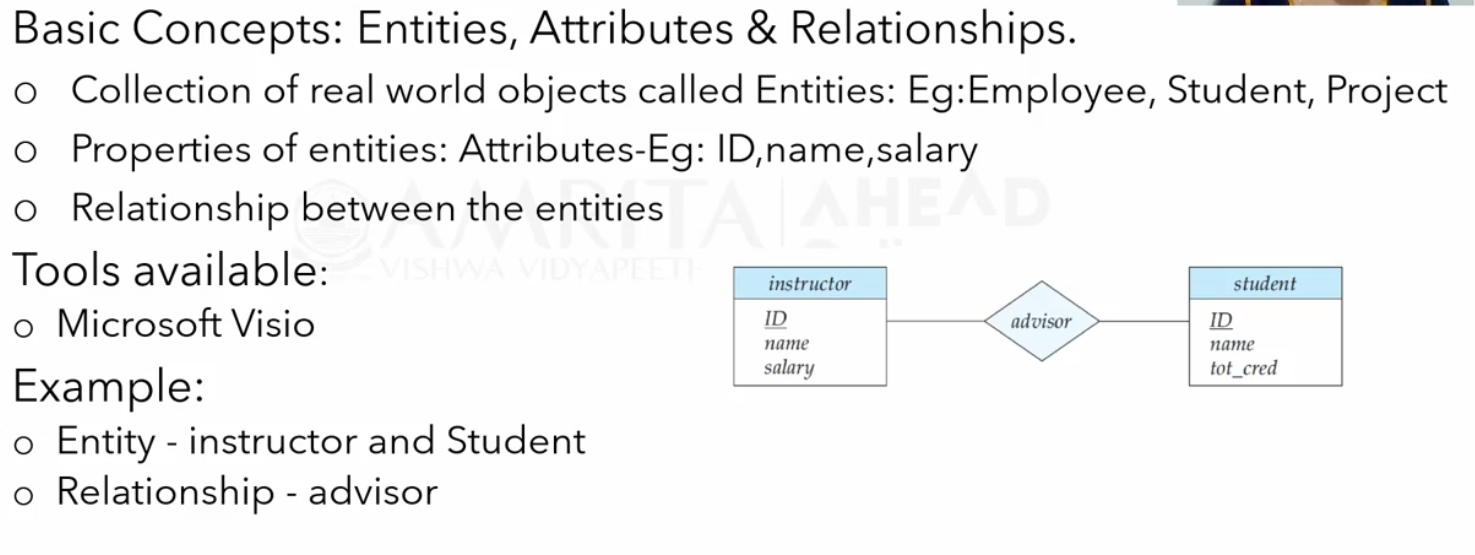 Basic Concepts: Entities, Attributes & Relationships.
o Collection of real world objects called Entities: Eg:Employee, Student, Project
o Properties of entities: Attributes-Eg: ID,name,salary
o Relationship between the entities
AMRITA | AHEAD
VISHWA VIDYAPEETH
Tools available:
o Microsoft Visio
Example:
o Entity - instructor and Student
o Relationship - advisor
instructor
ID
name
salary
advisor
student
ID
name
tot_cred